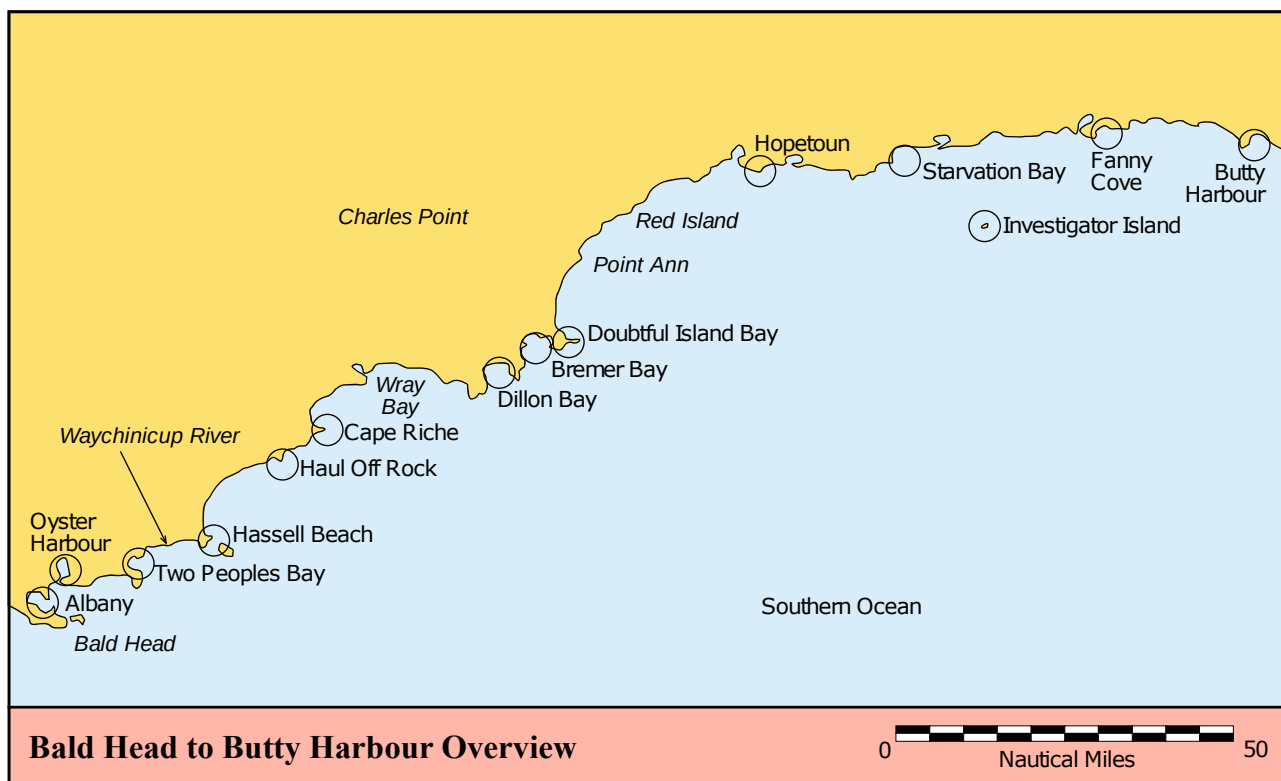 Hopetoun
Starvation Bay
Fanny
Cove
Butty
Harbour
Charles Point
Red Island
Investigator Island
Point Ann
Doubtful Island Bay
Bremer Bay
Dillon Bay
Wray
Bay
Cape Riche
Waychinicup River
Haul Off Rock
Oyster
Harbour
Hassell Beach
Two Peoples Bay
Albany
Southern Ocean
Bald Head
Bald Head to Butty Harbour Overview
0
50
Nautical Miles